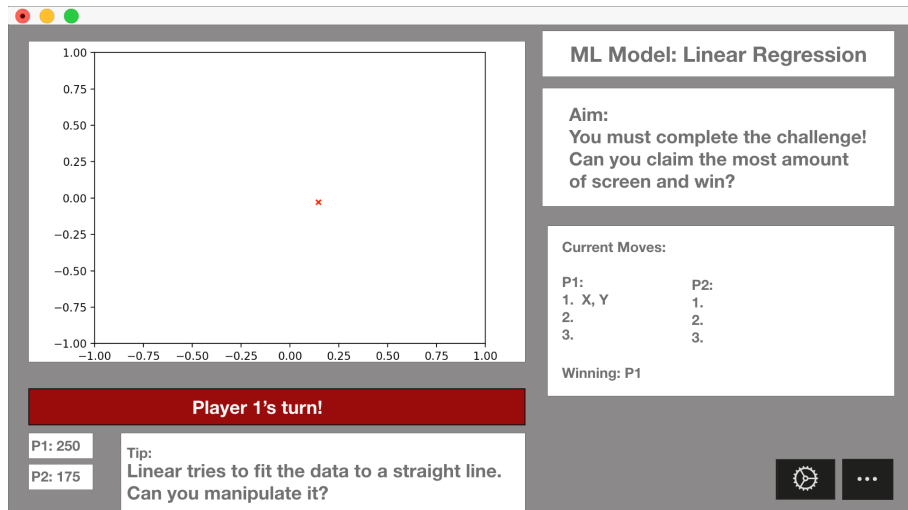 1.00
0.75
0.50
0.25
0.00
−0.25
−0.50
−0.75
−1.00
−1.00 −0.75 −0.50 −0.25 0.00 0.25 0.50 0.75 1.00
Player 1's turn!
P1: 250
P2: 175
Tip:
Linear tries to fit the data to a straight line.
Can you manipulate it?
ML Model: Linear Regression
Aim:
You must complete the challenge!
Can you claim the most amount
of screen and win?
Current Moves:
P1:
1. X, Y
2.
3.
P2:
1.
2.
3.
Winning: P1